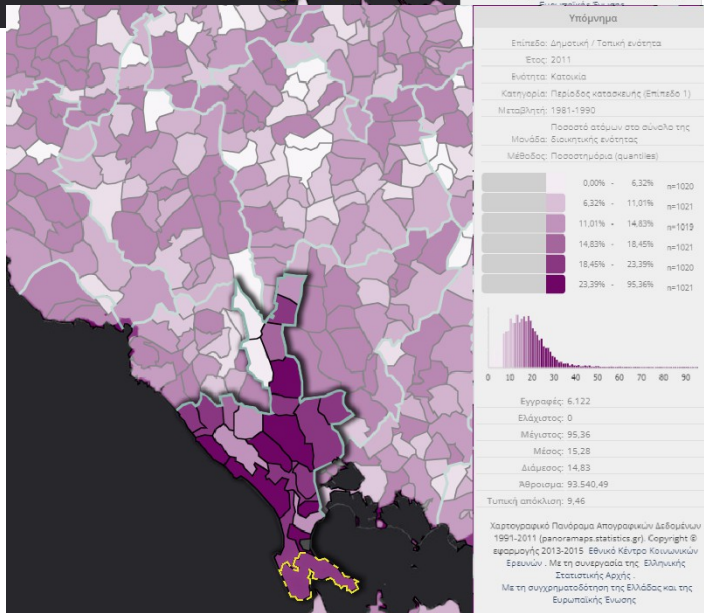 Ευρωπαϊκής Ένωσης
Υπόμνημα
Επίπεδο: Δημοτική / Τοπική ενότητα
Έτος: 2011
Ενότητα: Κατοικία
Κατηγορία: Περίοδος κατασκευής (Επίπεδο 1)
Μεταβλητή: 1981-1990
Ποσοστό ατόμων στο σύνολο της
Μονάδα: διοικητικής ενότητας
Μέθοδος: Ποσοστημόρια (quantiles)
0,00% - 6,32% n=1020
6,32% - 11,01% n=1021
11,01% - 14,83% n=1019
14,83% - 18,45% n=1021
18,45% - 23,39% n=1020
23,39% - 95,36% n=1021
0 10 20 30 40 50 60 70 80 90
Εγγραφές: 6.122
Ελάχιστος: 0
Μέγιστος: 95,36
Μέσος: 15,28
Διάμεσος: 14,83
Άθροισμα: 93.540,49
Τυπική απόκλιση: 9,46
Χαρτογραφικό Πανόραμα Απογραφικών Δεδομένων
1991-2011 (panoramaps.statistics.gr). Copyright ©
εφαρμογής 2013-2015 Εθνικό Κέντρο Κοινωνικών
Ερευνών . Με τη συνεργασία της Ελληνικής
Στατιστικής Αρχής .
Με τη συγχρηματοδότηση της Ελλάδας και της
Ευρωπαϊκής Ένωσης